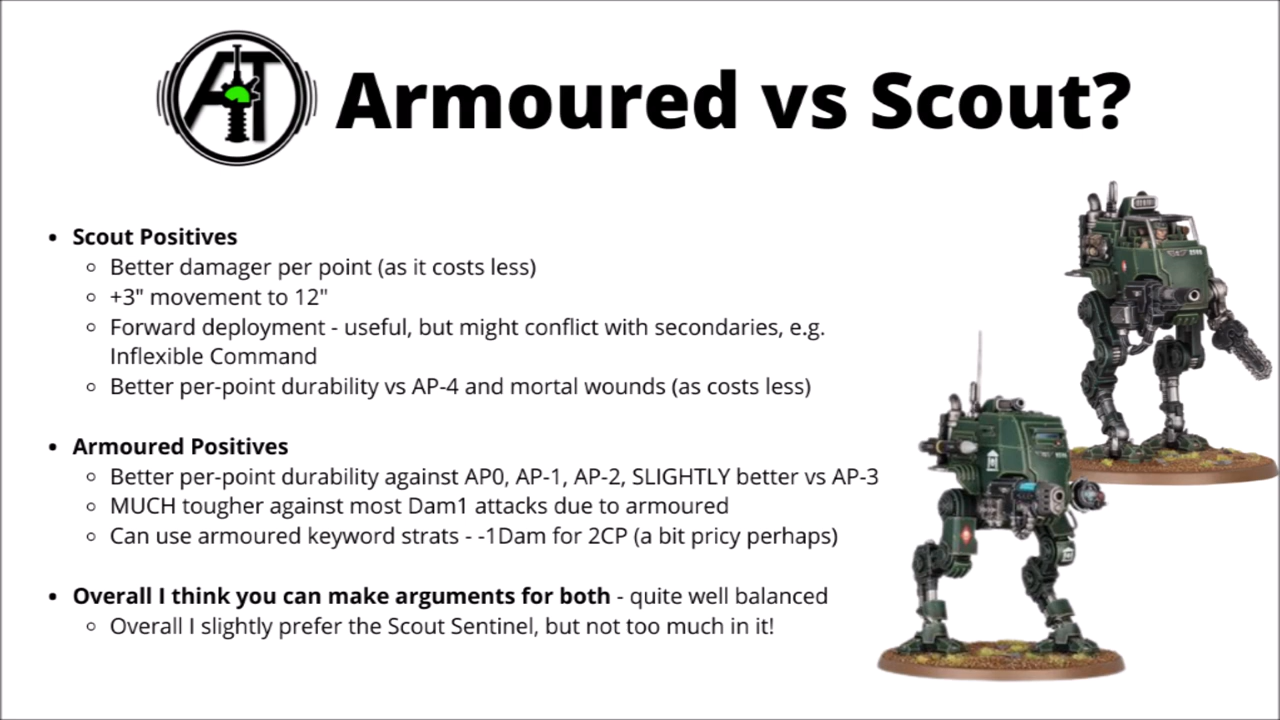 AT
Armoured vs Scout?
• Scout Positives
○ Better damager per point (as it costs less)
○ +3" movement to 12"
○ Forward deployment - useful, but might conflict with secondaries, e.g.
Inflexible Command
○ Better per-point durability vs AP-4 and mortal wounds (as costs less)
• Armoured Positives
○ Better per-point durability against AP0, AP-1, AP-2, SLIGHTLY better vs AP-3
○ MUCH tougher against most Dam1 attacks due to armoured
○ Can use armoured keyword strats - -1Dam for 2CP (a bit pricy perhaps)
• Overall I think you can make arguments for both - quite well balanced
○ Overall I slightly prefer the Scout Sentinel, but not too much in it!